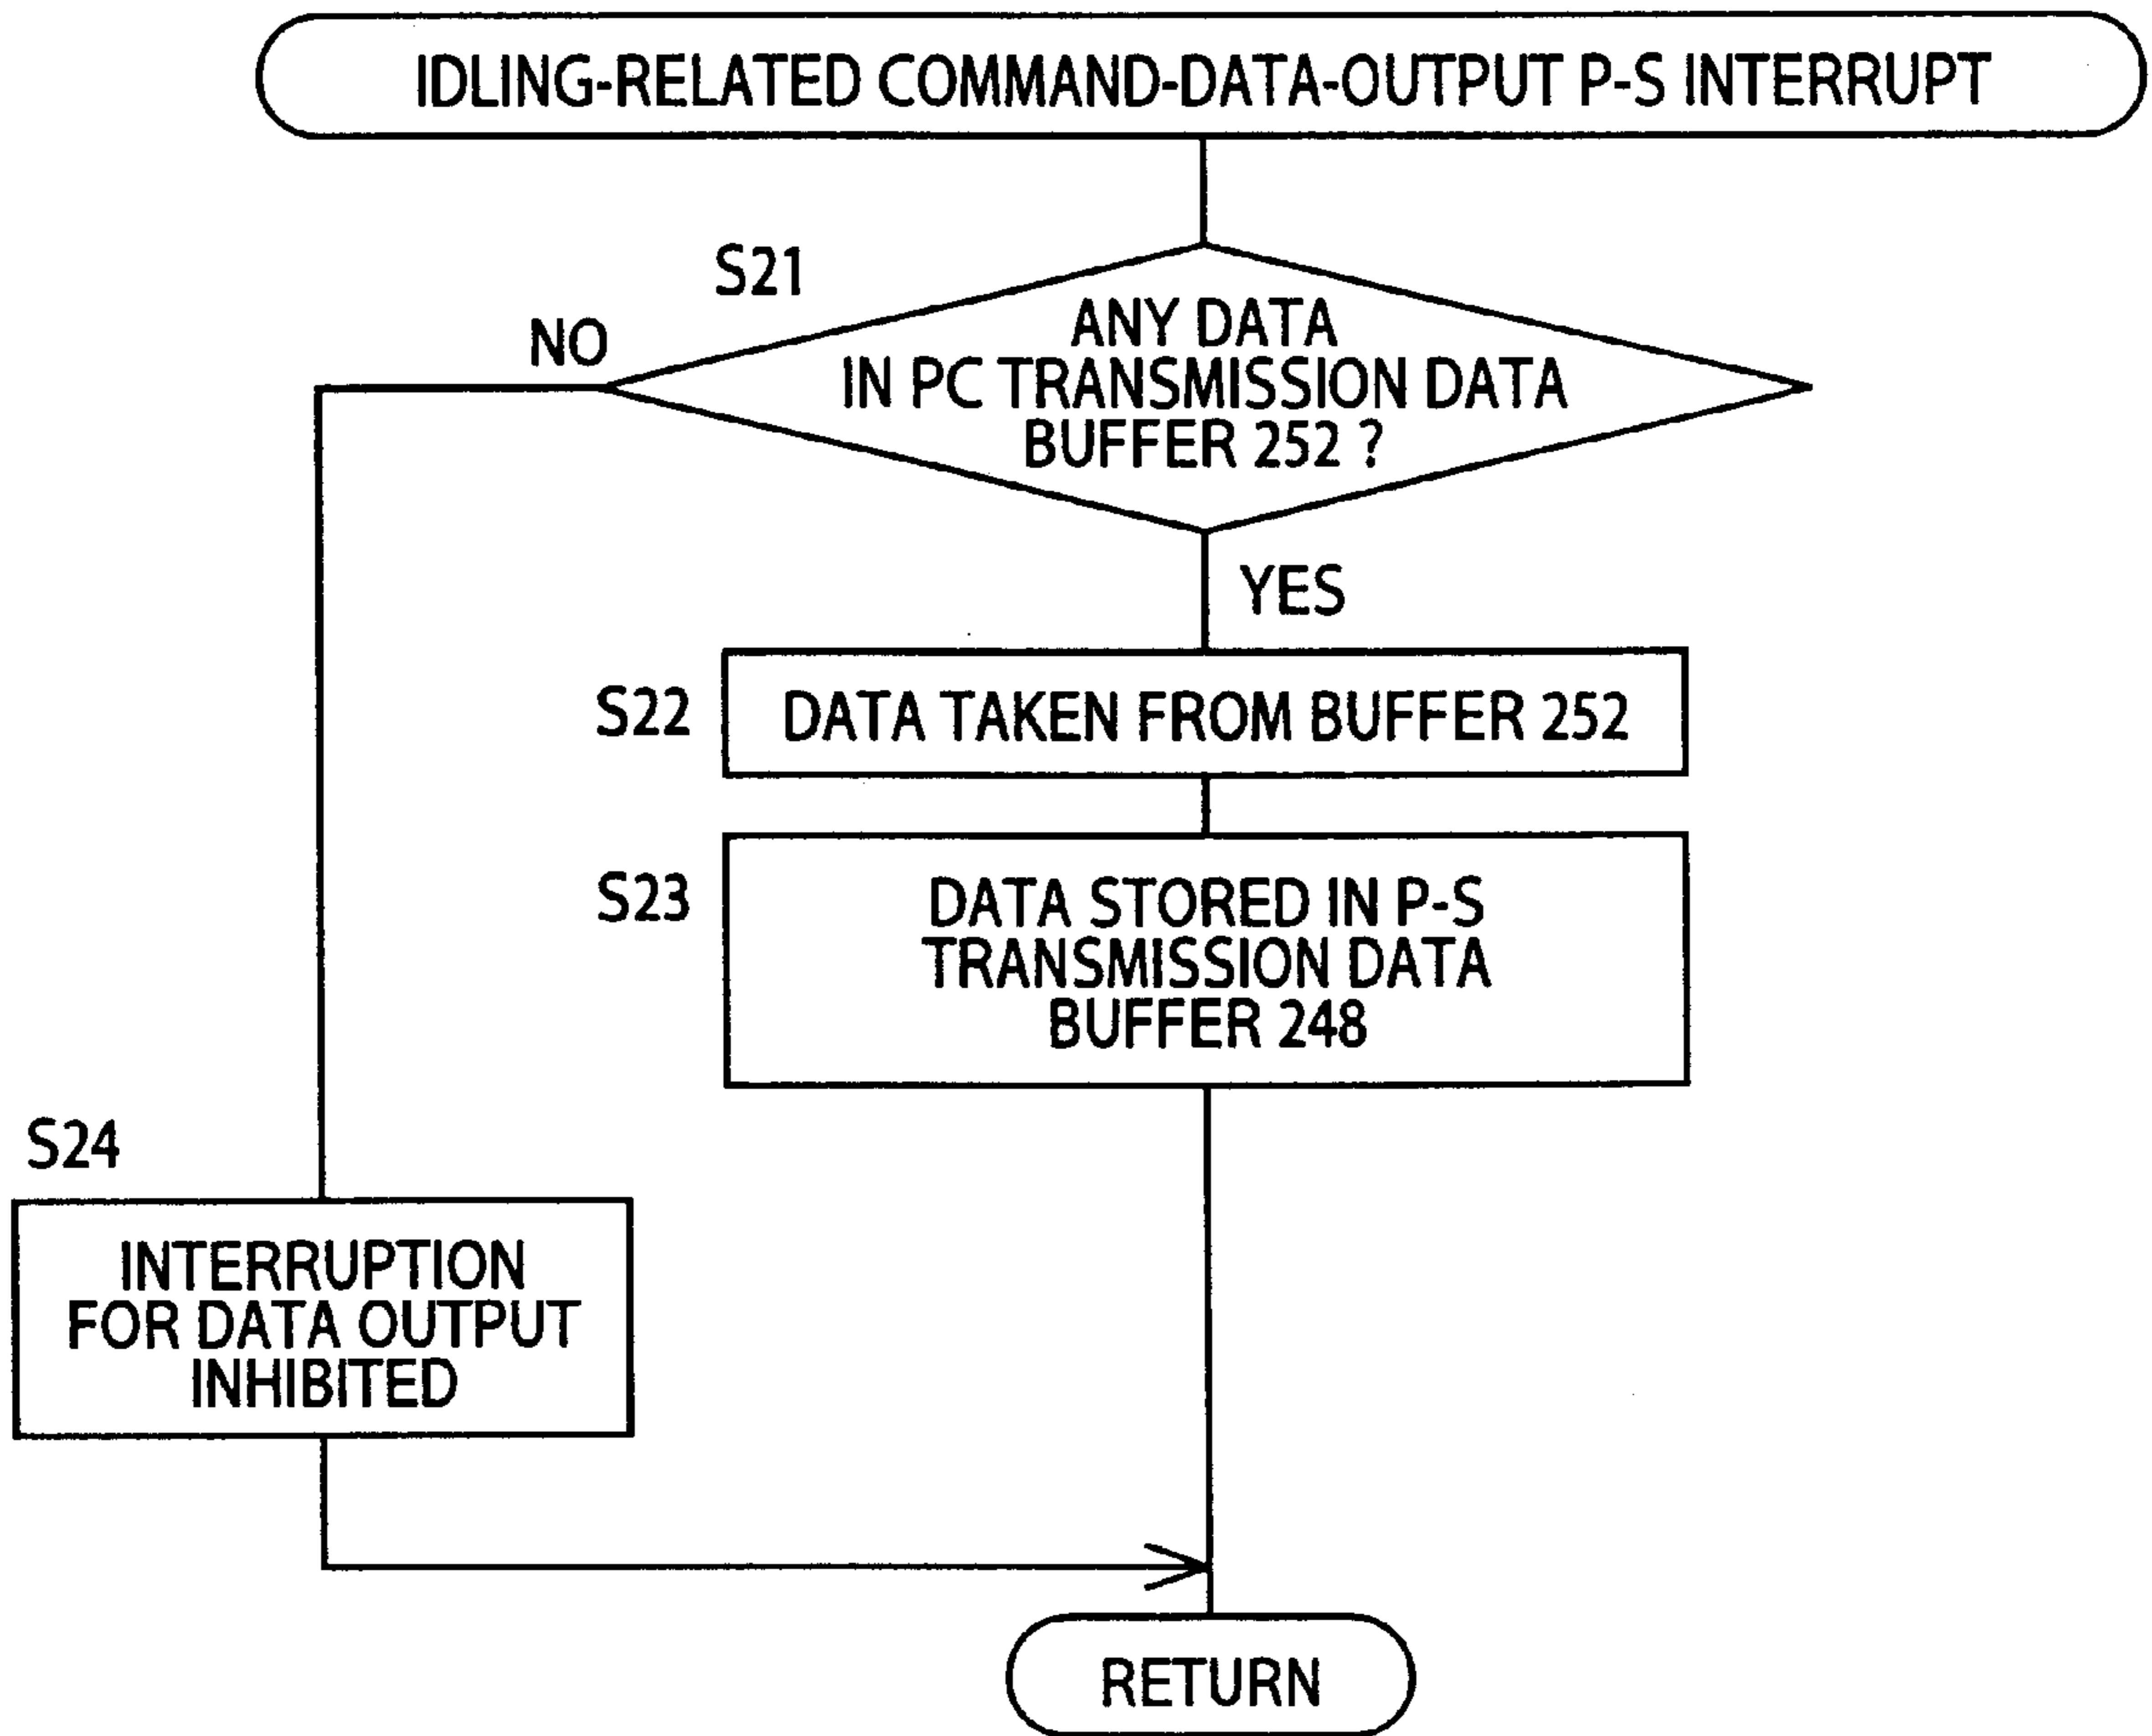 IDLING-RELATED COMMAND-DATA-OUTPUT P-S INTERRUPT
S21
NO
ANY DATA
IN PC TRANSMISSION DATA
BUFFER 252 ?
YES
S22
DATA TAKEN FROM BUFFER 252
S23
DATA STORED IN P-S
TRANSMISSION DATA
BUFFER 248
S24
INTERRUPTION
FOR DATA OUTPUT
INHIBITED
RETURN